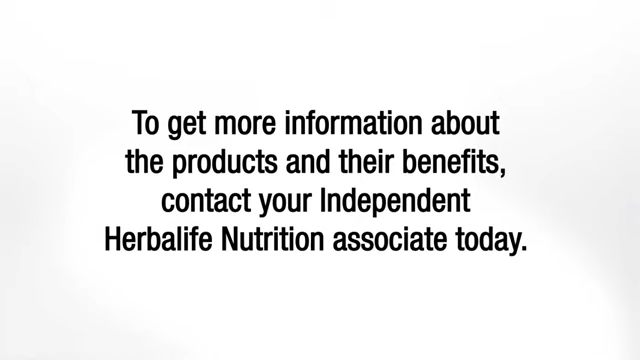 To get more information about
the products and their benefits,
contact your Independent
Herbalife Nutrition associate today.